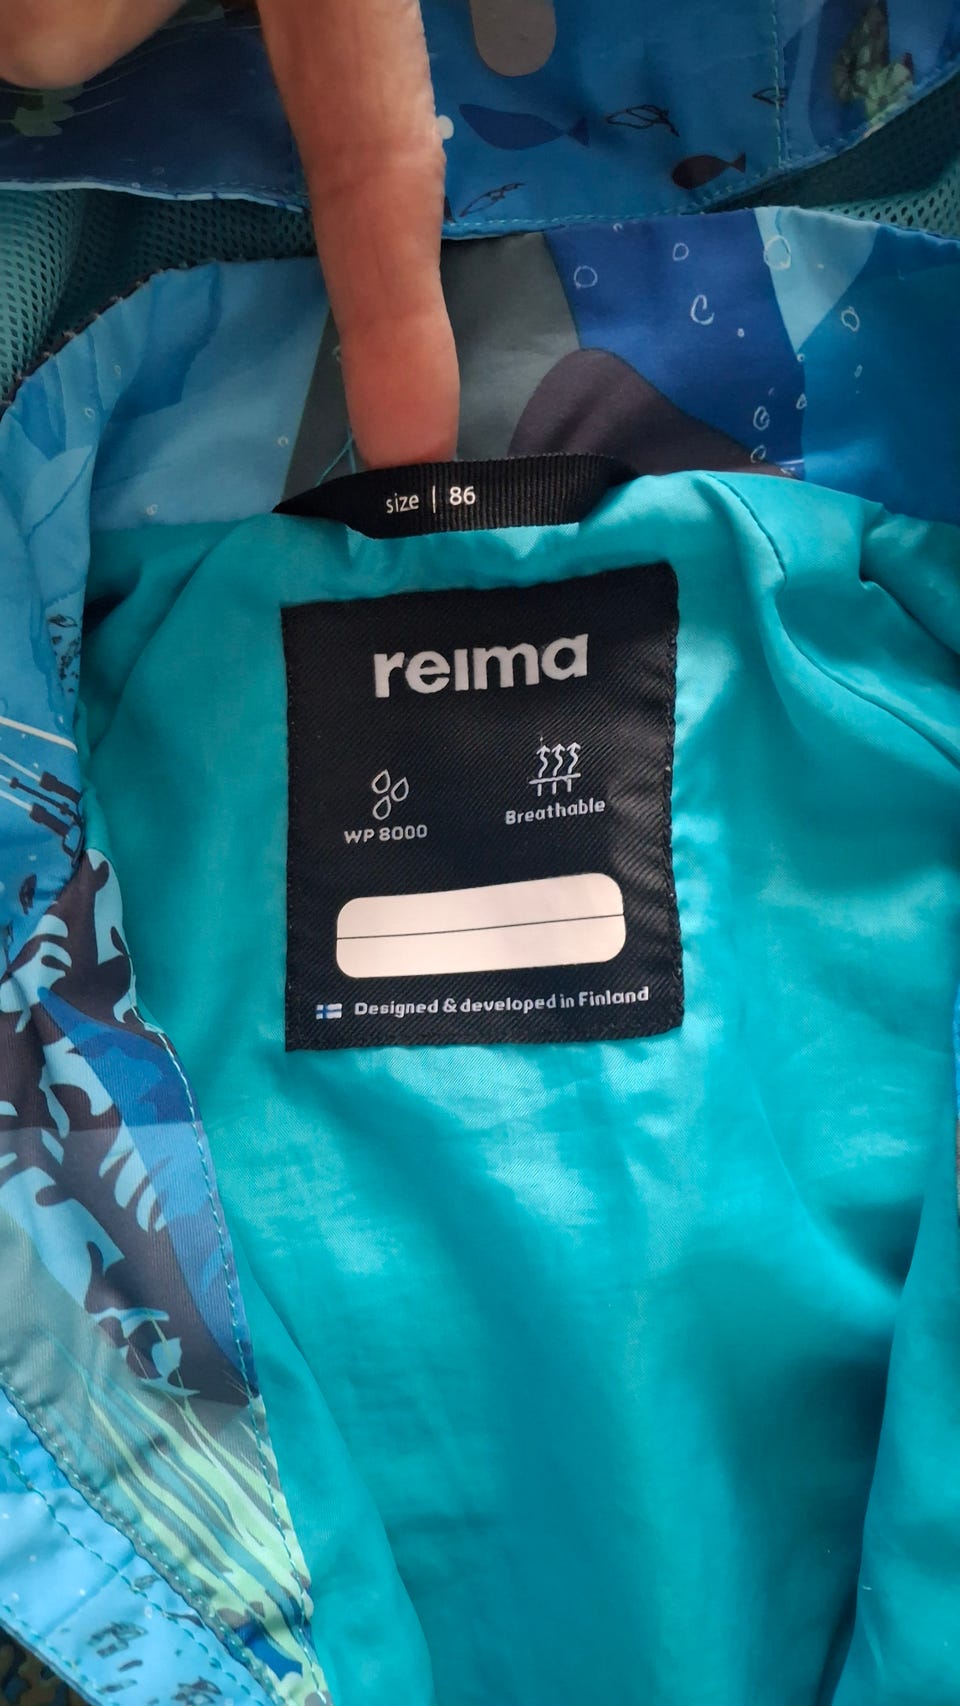 size | 86
reima
WP 8000
Breathable
Designed & developed in Finland